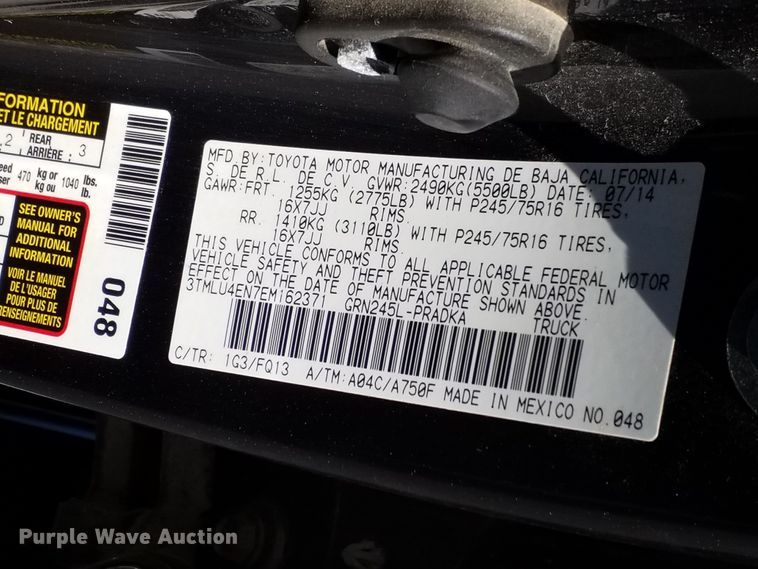 FORMATION
ET LE CHARGEMENT
2 REAR ARRIÈRE : 3
470 kg or kg ou 1040 lbs. lb.
SEE OWNER'S
MANUAL FOR
ADDITIONAL
INFORMATION
VOIR LE MANUEL
DE L'USAGER
POUR PLUS DE
RENSEIGNEMENTS
048
MFD.BY:TOYOTA MOTOR MANUFACTURING DE BAJA CALIFORNIA,
S. DE R.L. DE C.V. GVWR:2490KG(5500LB) DATE: 07/14
GAWR:FRT. 1255KG (2775LB) WITH P245/75R16 TIRES,
16X7JJ RIMS.
RR. 1410KG (3110LB) WITH P245/75R16 TIRES,
16X7JJ RIMS.
THIS VEHICLE CONFORMS TO ALL APPLICABLE FEDERAL MOTOR
VEHICLE SAFETY AND THEFT PREVENTION STANDARDS IN
EFFECT ON THE DATE OF MANUFACTURE SHOWN ABOVE.
3TMLU4EN7EM162371 GRN245L-PRADKA TRUCK
C/TR: 1G3/FQ13 A/TM:A04C/A750F MADE IN MEXICO NO.048
Purple Wave Auction